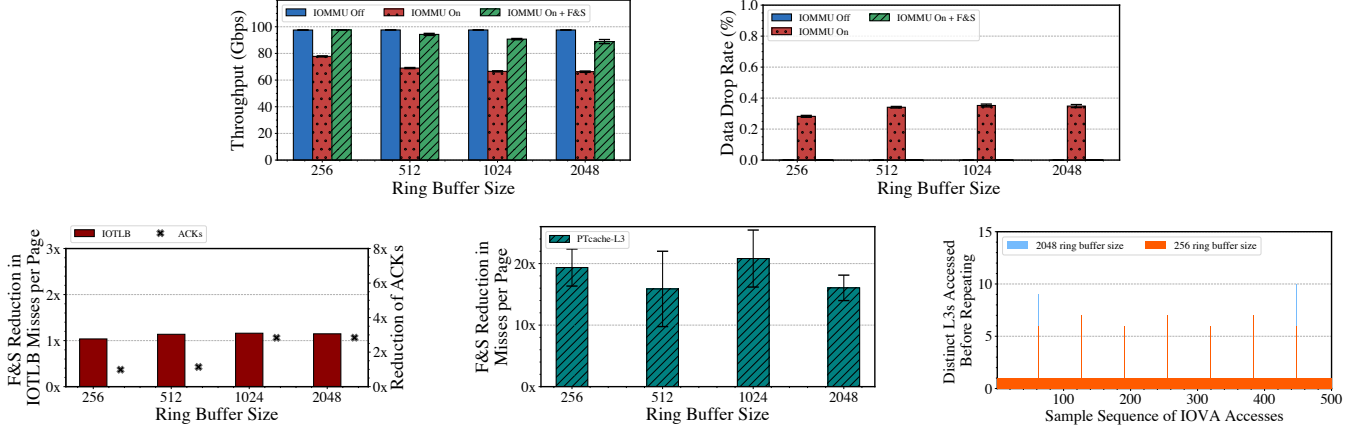 IOMMU Off
IOMMU On
IOMMU On + F&S
Throughput (Gbps)
100
80
60
40
20
0
256
512
1024
2048
Ring Buffer Size
IOMMU Off
IOMMU On + F&S
IOMMU On
Data Drop Rate (%)
1.0
0.8
0.6
0.4
0.2
0.0
256
512
1024
2048
Ring Buffer Size
IOTLB
ACKs
F&S Reduction in
IOTLB Misses per Page
3x
2x
1x
0x
8x
6x
4x
2x
0x
Reduction of ACKs
256
512
1024
2048
Ring Buffer Size
PTcache-L3
F&S Reduction in
Misses per Page
20x
10x
0x
256
512
1024
2048
Ring Buffer Size
2048 ring buffer size
256 ring buffer size
Distinct L3s Accessed
Before Repeating
15
10
5
0
100
200
300
400
500
Sample Sequence of IOVA Accesses